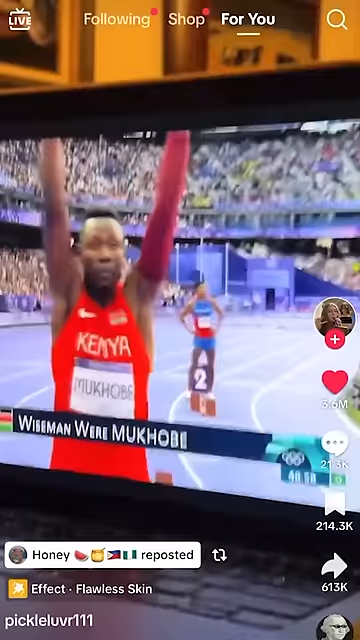 LIVE
Following Shop For You
KENYA
MUKHOBE
2
WISEMAN WERE MUKHOBE
3.6M
21.3K
214.3K
Honey reposted
613K
Effect · Flawless Skin
pickleluvr111